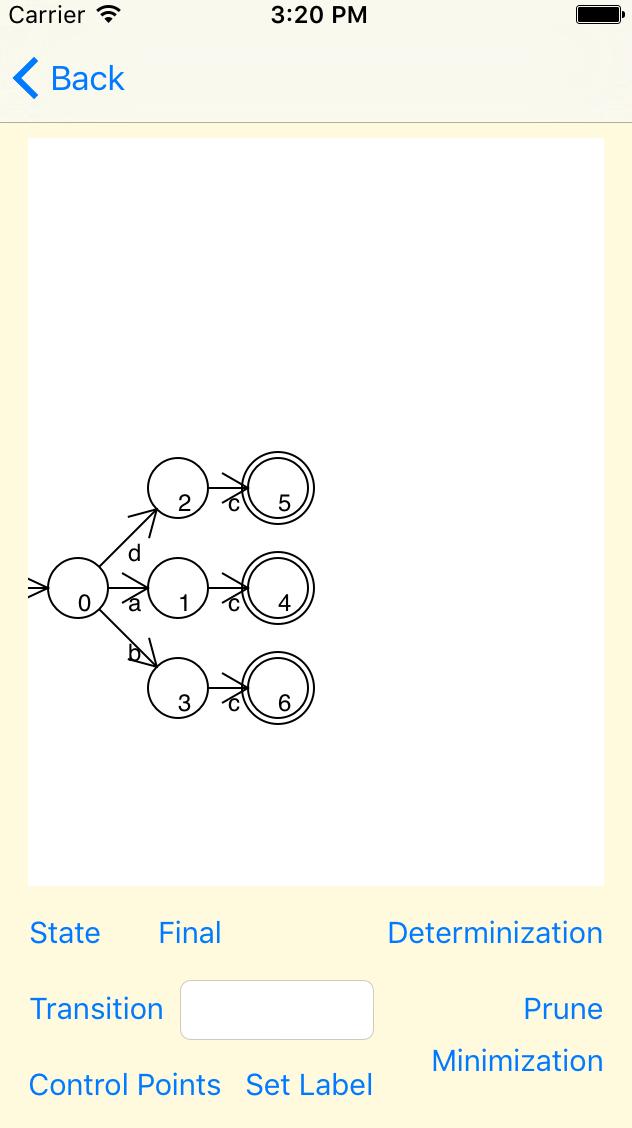 Carrier 3:20 PM
Back
2 c 5
d
0 a 1 c 4
b
3 c 6
State Final Determinization
Transition Prune
Minimization
Control Points Set Label